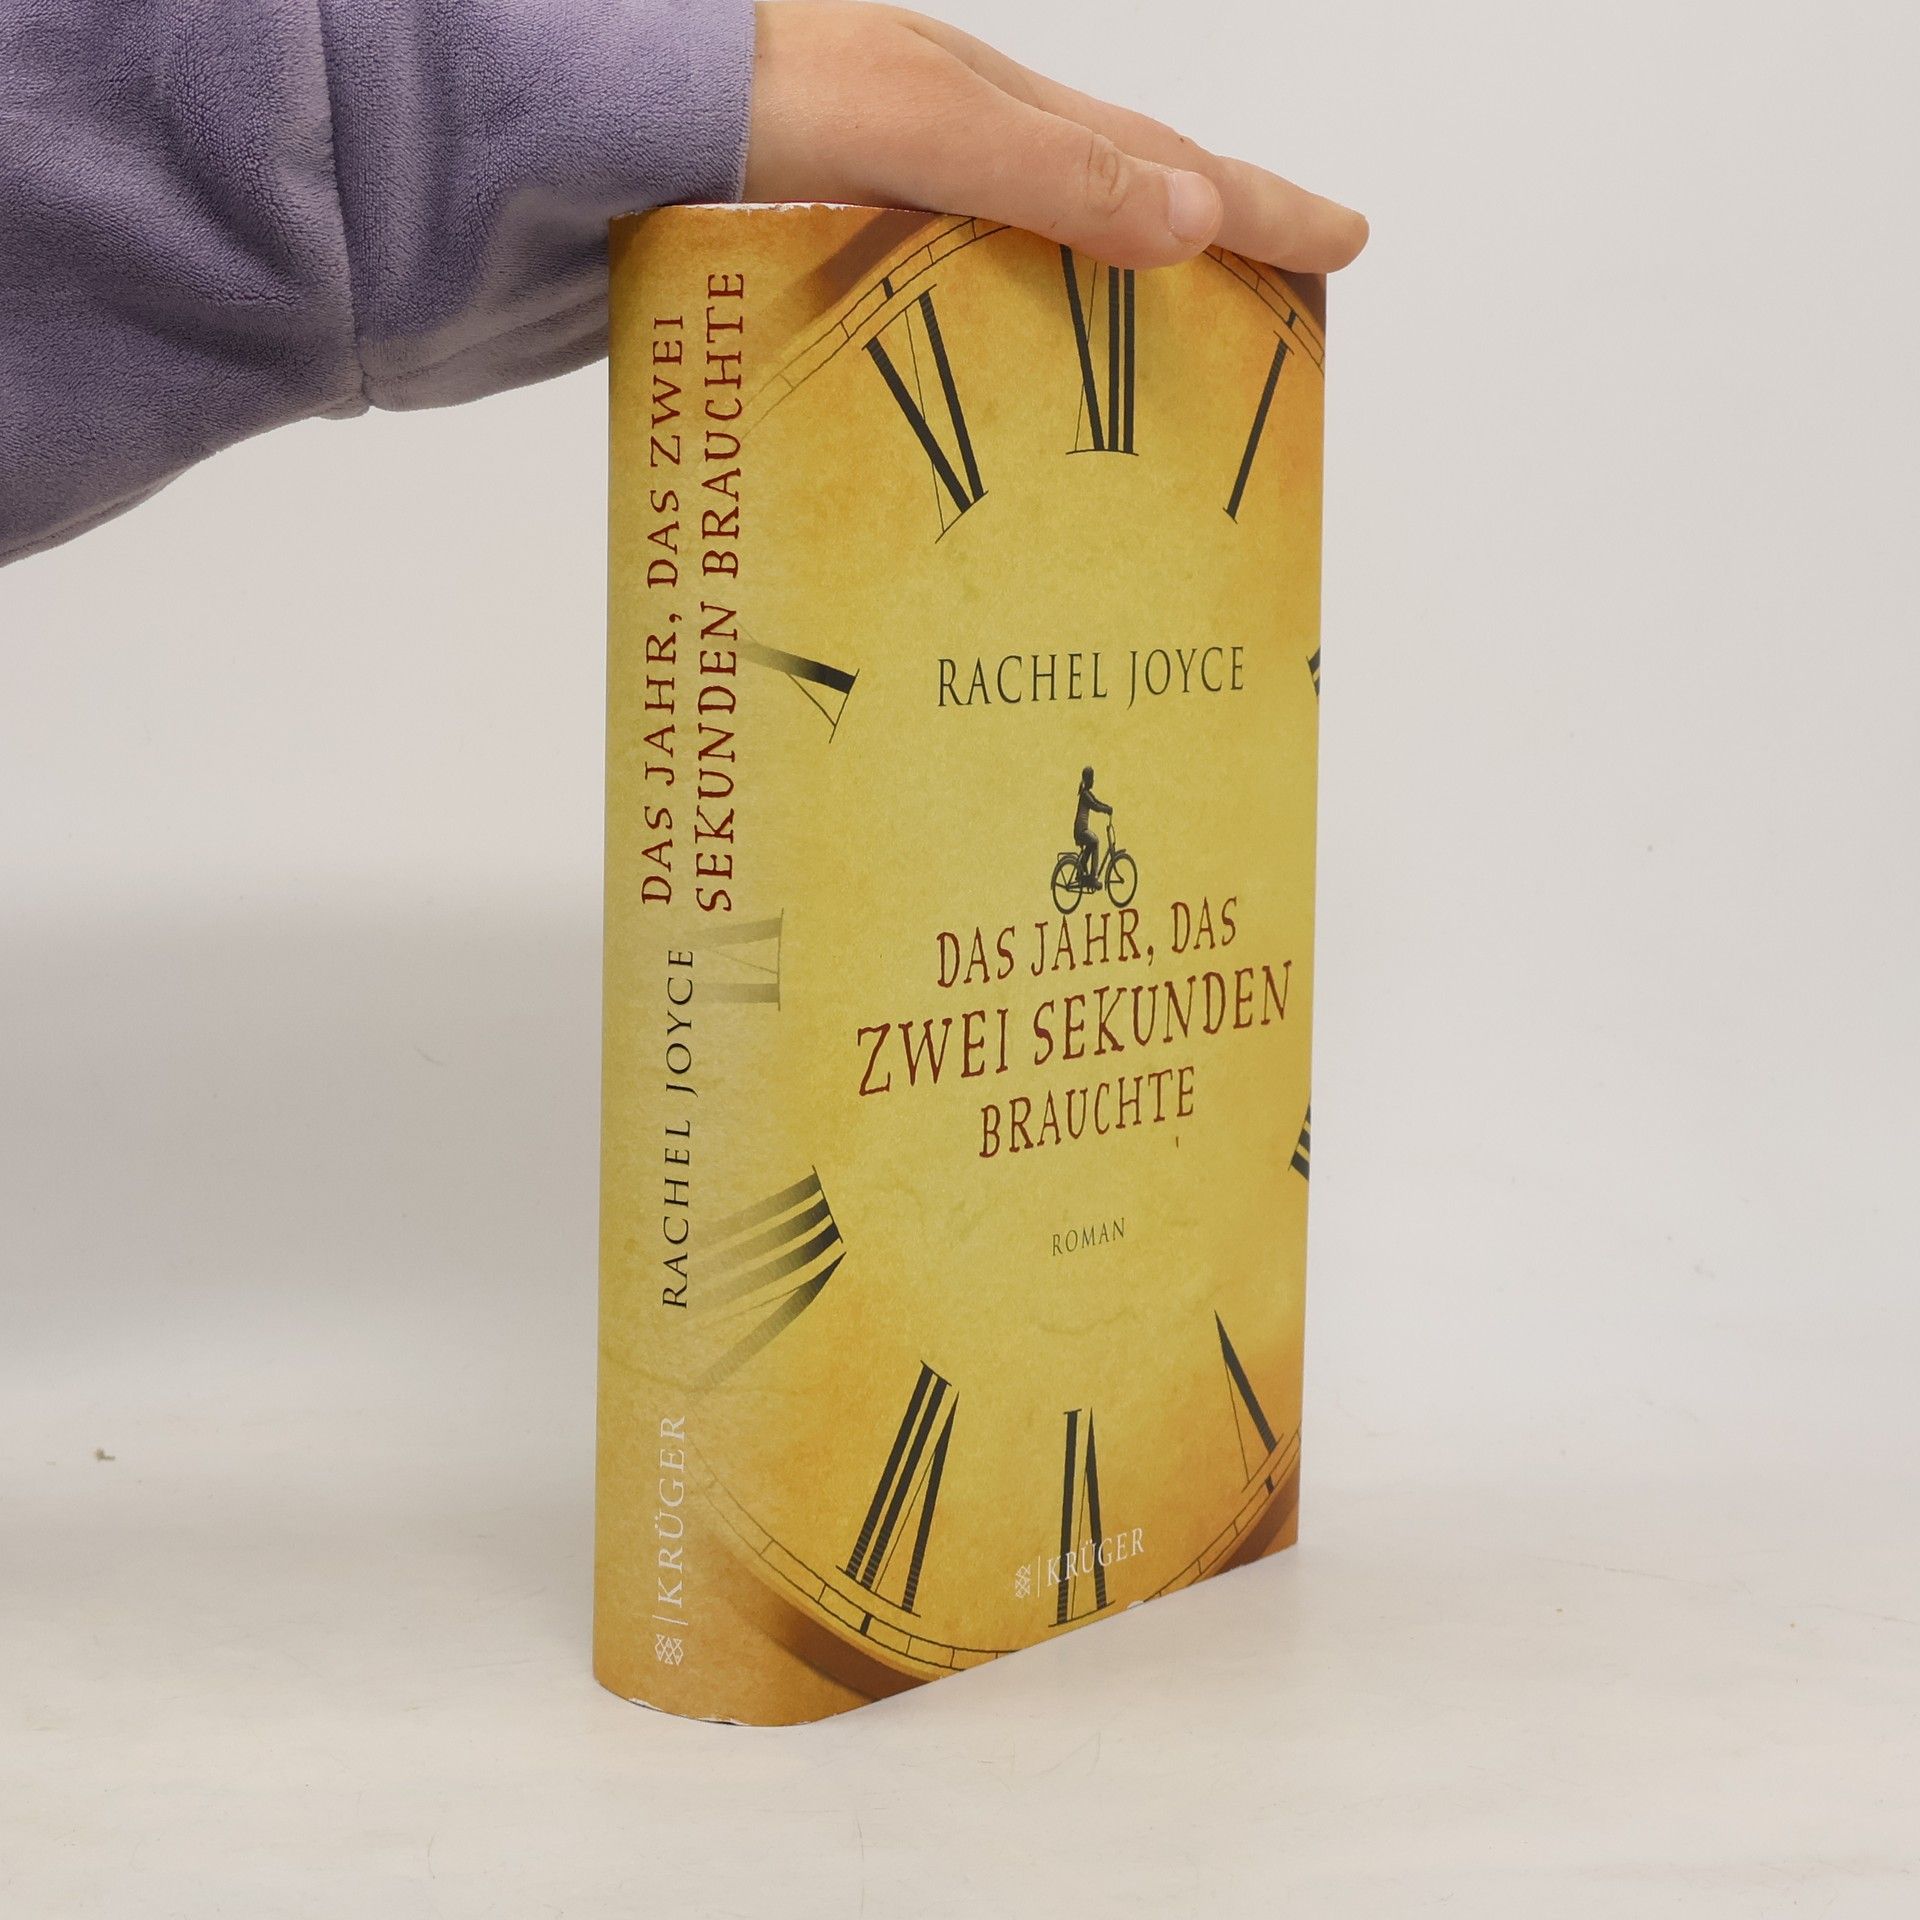 DAS JAHR, DAS ZWEI
SEKUNDEN BRAUCHTE
RACHEL JOYCE
KRÜGER
RACHEL JOYCE
DAS JAHR, DAS
ZWEI SEKUNDEN
BRAUCHTE
ROMAN
KRÜGER